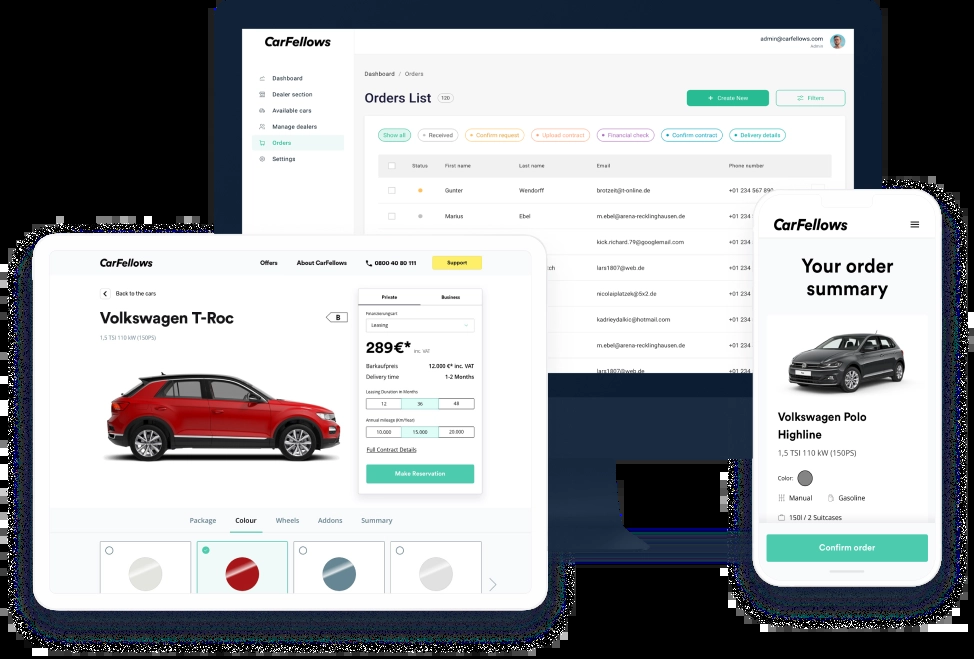 CarFellows
admin@carfellows.com
Admin
Dashboard
Dealer section
Available cars
Manage dealers
Orders
Settings
Dashboard / Orders
Orders List 130
+ Create New
Filters
Show all
Received
Confirm request
Upload contract
Financial check
Confirm contract
Delivery details
Status First name Last name Email Phone number
Gunter Wendorff brotzeit@t-online.de +01 234 567 890
Marius Ebel m.ebel@arena-recklinghausen.de +01 234
kick.richard.79@googlemail.com +01 234
lars1807@web.de +01 234
nicolaiplatzek@5x2.de +01 234
kadrieydalkic@hotmail.com +01 234
m.ebel@arena-recklinghausen.de +01 234
lars1807@web.de +01 234
CarFellows
Offers About CarFellows 0800 40 80 111 Support
Back to the cars
Volkswagen T-Roc
B
1,5 TSI 110 kW (150PS)
Private Business
Finanzierungsart
Leasing
289€* inc. VAT
Barkaufpreis 12.000 €* inc. VAT
Delivery time 1-2 Months
Leasing Duration in Months
12 36 48
Annual mileage (Km/Year)
10.000 15.000 20.000
Full Contract Details
Make Reservation
Package Colour Wheels Addons Summary
CarFellows
Your order
summary
Volkswagen Polo
Highline
1,5 TSI 110 kW (150PS)
Color:
Manual Gasoline
150l / 2 Suitcases
Confirm order